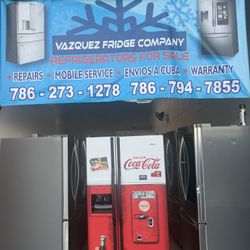 VAZQUEZ FRIDGE COMPANY
REFRIGERATORS FOR SALE
• REPAIRS • MOBILE SERVICE • ENVIOS A CUBA • WARRANTY
786 - 273 - 1278 786 - 794 - 7855
Coca-Cola